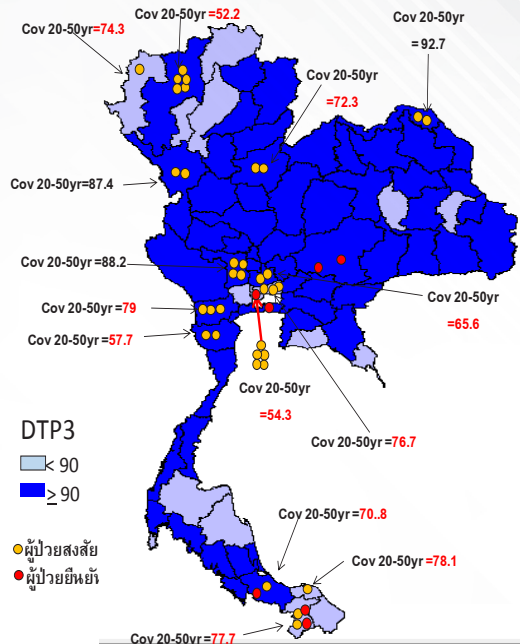 Cov 20-50yr=74.3
Cov 20-50yr=52.2
Cov 20-50yr
= 92.7
Cov 20-50yr
=72.3
Cov 20-50yr=87.4
Cov 20-50yr=88.2
Cov 20-50yr =79
Cov 20-50yr =57.7
Cov 20-50yr
=65.6
Cov 20-50yr
=54.3
Cov 20-50yr =76.7
DTP3
< 90
≥ 90
ผู้ป่วยสงสัย
ผู้ป่วยยืนยัน
Cov 20-50yr =70..8
Cov 20-50yr =78.1
Cov 20-50yr =77.7